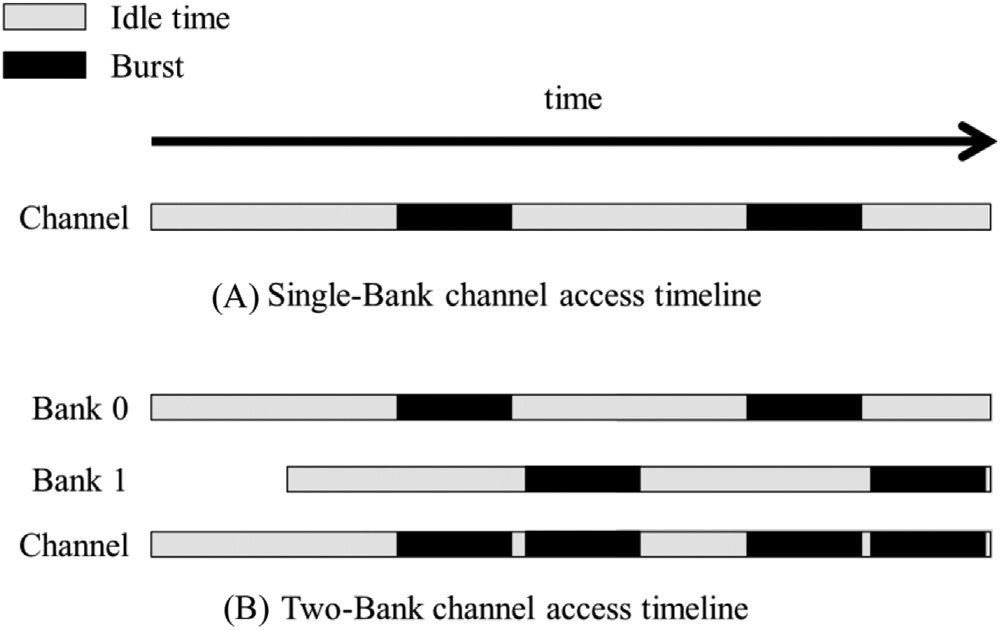 Idle time
Burst
time
Channel
(A) Single-Bank channel access timeline
Bank 0
Bank 1
Channel
(B) Two-Bank channel access timeline